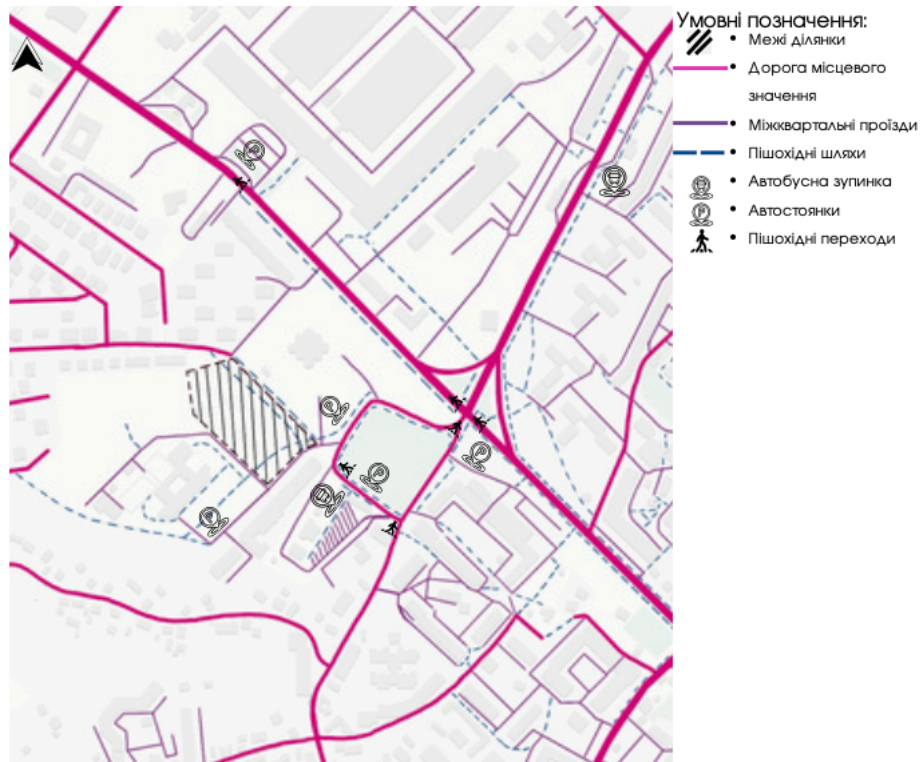 Умовні позначення:
• Межі ділянки
• Дорога місцевого
значення
• Міжквартальні проїзди
• Пішохідні шляхи
• Автобусна зупинка
P
• Автостоянки
• Пішохідні переходи
P
P
P
P
P